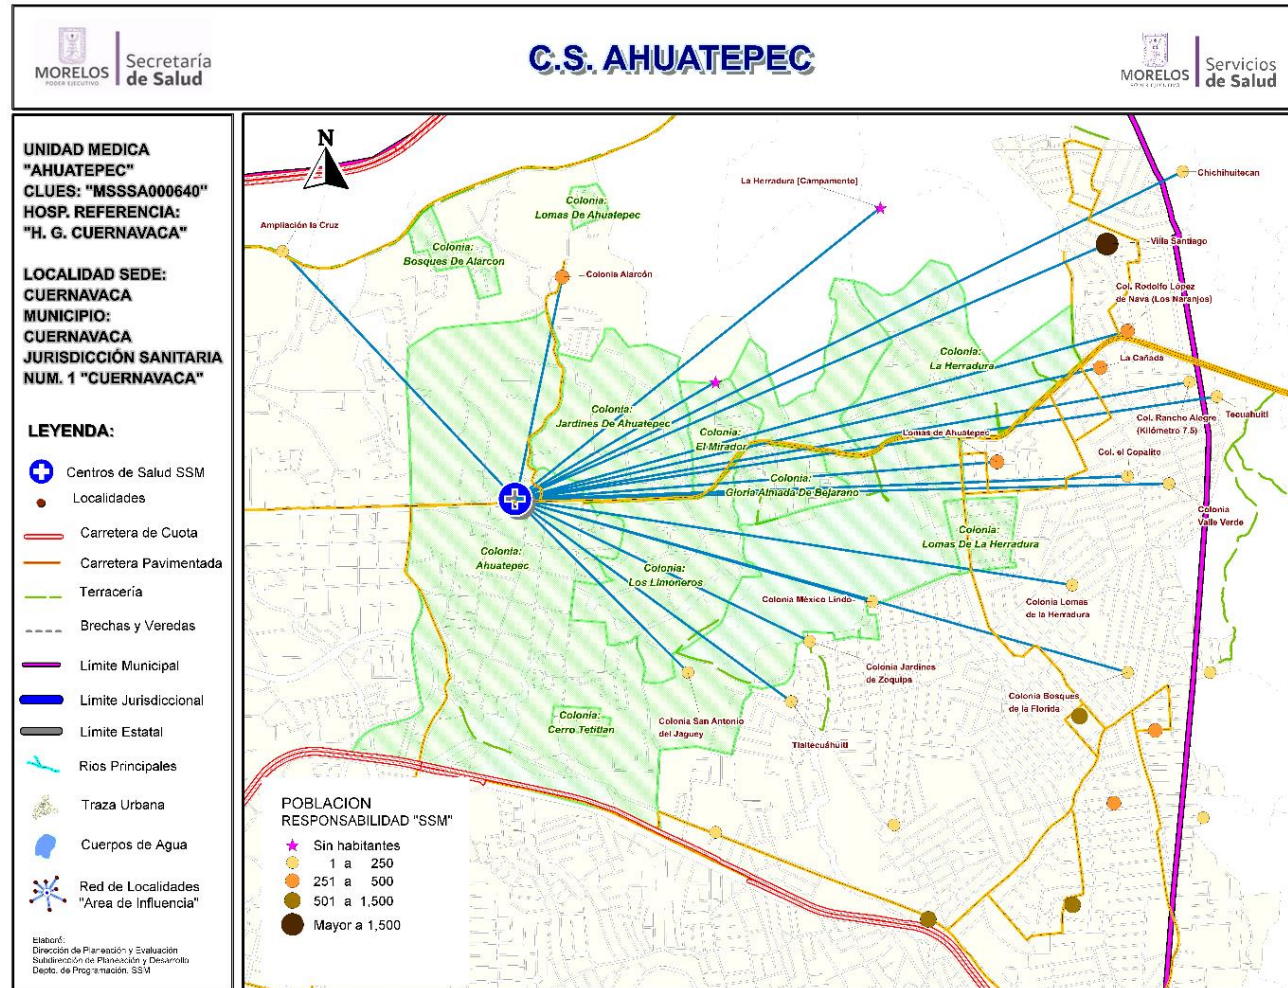 MORELOS
PODER EJECUTIVO
Secretaría
de Salud
C.S. AHUATEPEC
MORELOS
PODER EJECUTIVO
Servicios
de Salud
UNIDAD MEDICA
"AHUATEPEC"
CLUES: "MSSSA000640"
HOSP. REFERENCIA:
"H. G. CUERNAVACA"
LOCALIDAD SEDE:
CUERNAVACA
MUNICIPIO:
CUERNAVACA
JURISDICCIÓN SANITARIA
NUM. 1 "CUERNAVACA"
LEYENDA:
Centros de Salud SSM
Localidades
Carretera de Cuota
Carretera Pavimentada
Terracería
Brechas y Veredas
Límite Municipal
Límite Jurisdiccional
Límite Estatal
Rios Principales
Traza Urbana
Cuerpos de Agua
Red de Localidades
"Area de Influencia"
Elaboró:
Dirección de Planeación y Evaluación
Subdirección de Planeación y Desarrollo
Depto. de Programación. SSM
N
Ampliación la Cruz
Colonia:
Bosques De Alarcon
Colonia:
Lomas De Ahuatepec
Colonia Alarcón
La Herradura [Campamento]
Chichihuitecan
Villa Santiago
Col. Rodolfo López
de Nava (Los Naranjos)
La Cañada
Colonia:
La Herradura
Colonia:
Jardines De Ahuatepec
Colonia:
El Mirador
Lomas de Ahuatepec
Col. Rancho Alegre
(Kilómetro 7.5)
Tecuahuitl
Col. el Copalito
Colonia:
Gloria Almada De Bejarano
Colonia
Valle Verde
Colonia:
Lomas De La Herradura
Colonia:
Ahuatepec
Colonia:
Los Limoneros
Colonia México Lindo
Colonia Lomas
de la Herradura
Colonia Jardines
de Zoquipa
Colonia Bosques
de la Florida
Colonia:
Cerro Tetitlan
Colonia San Antonio
del Jaguey
Tlaltecuáhuitl
POBLACION
RESPONSABILIDAD "SSM"
Sin habitantes
1 a 250
251 a 500
501 a 1,500
Mayor a 1,500